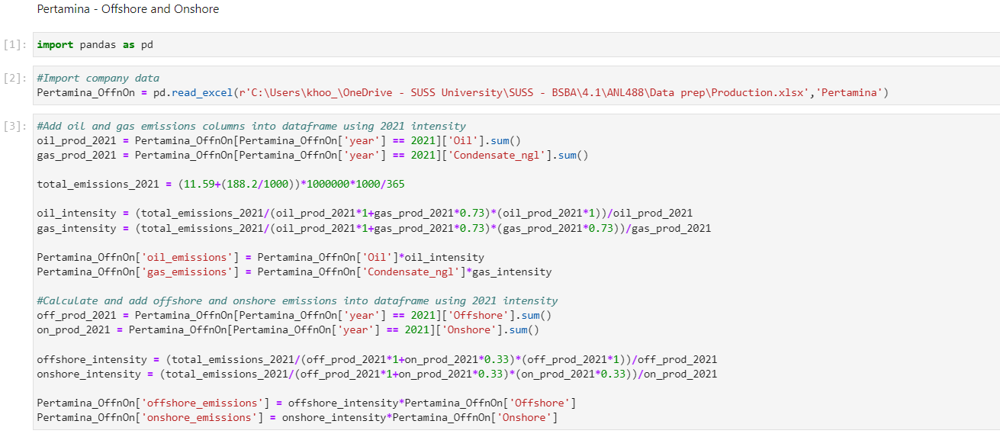 Pertamina - Offshore and Onshore
[1]: import pandas as pd
[2]: #Import company data
Pertamina_OffnOn = pd.read_excel(r'C:\Users\khoo_\OneDrive - SUSS University\SUSS - BSBA\4.1\ANL488\Data prep\Production.xlsx','Pertamina')
[3]: #Add oil and gas emissions columns into dataframe using 2021 intensity
oil_prod_2021 = Pertamina_OffnOn[Pertamina_OffnOn['year'] == 2021]['Oil'].sum()
gas_prod_2021 = Pertamina_OffnOn[Pertamina_OffnOn['year'] == 2021]['Condensate_ngl'].sum()
total_emissions_2021 = (11.59+(188.2/1000))*1000000*1000/365
oil_intensity = (total_emissions_2021/(oil_prod_2021*1+gas_prod_2021*0.73)*(oil_prod_2021*1))/oil_prod_2021
gas_intensity = (total_emissions_2021/(oil_prod_2021*1+gas_prod_2021*0.73)*(gas_prod_2021*0.73))/gas_prod_2021
Pertamina_OffnOn['oil_emissions'] = Pertamina_OffnOn['Oil']*oil_intensity
Pertamina_OffnOn['gas_emissions'] = Pertamina_OffnOn['Condensate_ngl']*gas_intensity
#Calculate and add offshore and onshore emissions into dataframe using 2021 intensity
off_prod_2021 = Pertamina_OffnOn[Pertamina_OffnOn['year'] == 2021]['Offshore'].sum()
on_prod_2021 = Pertamina_OffnOn[Pertamina_OffnOn['year'] == 2021]['Onshore'].sum()
offshore_intensity = (total_emissions_2021/(off_prod_2021*1+on_prod_2021*0.33)*(off_prod_2021*1))/off_prod_2021
onshore_intensity = (total_emissions_2021/(off_prod_2021*1+on_prod_2021*0.33)*(on_prod_2021*0.33))/on_prod_2021
Pertamina_OffnOn['offshore_emissions'] = offshore_intensity*Pertamina_OffnOn['Offshore']
Pertamina_OffnOn['onshore_emissions'] = onshore_intensity*Pertamina_OffnOn['Onshore']